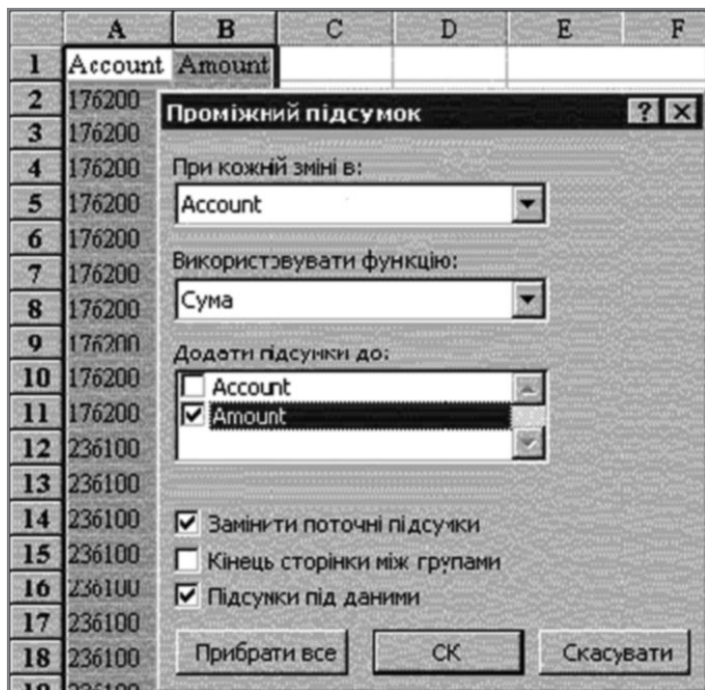 A B C D E F
1 Account Amount
2 176200
Проміжний підсумок ? ×
3 176200
4 176200 При кожній зміні в:
5 176200 Account
6 176200
Використовувати функцію:
7 176200
8 176200 Сума
9 176200
Додати підсумки до:
10 176200 Account
11 176200 Amount
12 236100
13 236100
14 236100 Замінити поточні підсумки
15 236100 Кінець сторінки між групами
16 236100 Підсумки під даними
17 236100
18 236100 Прибрати все СК Скасувати
19 236100